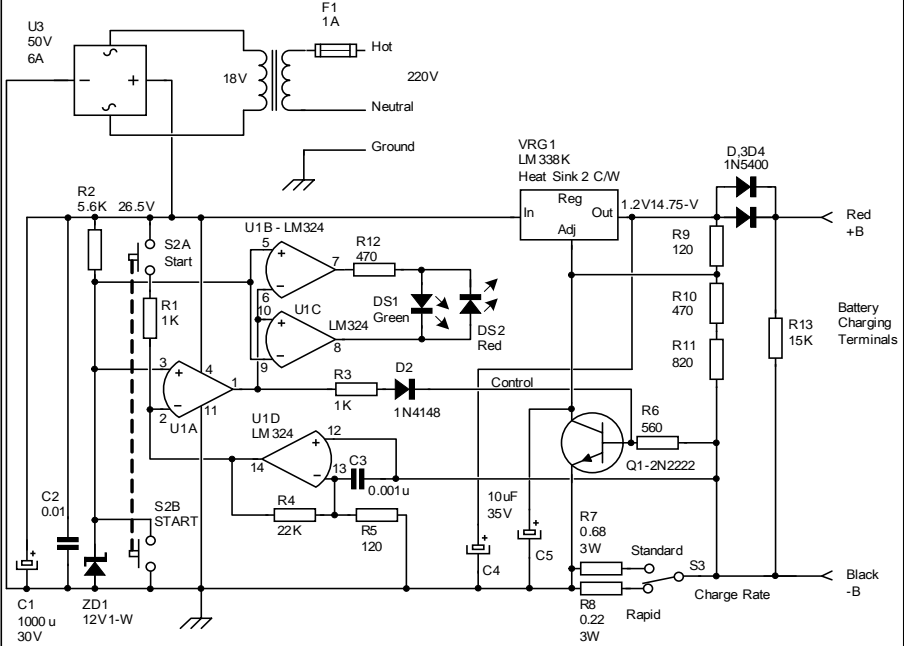 F1
1A
U3
50V
6A
Hot
18V
220V
Neutral
Ground
VRG1
LM338K
Heat Sink 2 C/W
D,3D4
1N5400
R2
5.6K
26.5V
Reg
In
Out
Adj
1.2V14.75-V
Red
+B
U1B - LM324
S2A
Start
5
7
R12
470
R9
120
6
10
U1C
LM324
DS1
Green
DS2
Red
R10
470
Battery
Charging
Terminals
R1
1K
8
9
R11
820
R13
15K
3
4
1
2
11
U1A
R3
1K
D2
1N4148
Control
U1D
LM324
12
14
13
C3
0.001u
R6
560
Q1-2N2222
C2
0.01
S2B
START
R4
22K
R5
120
10uF
35V
C4
C5
R7
0.68
3W
Standard
S3
Charge Rate
Rapid
R8
0.22
3W
Black
-B
C1
1000 u
30V
ZD1
12V 1-W
+
+
+
+
+
+
+
+
-
-
-
-
-